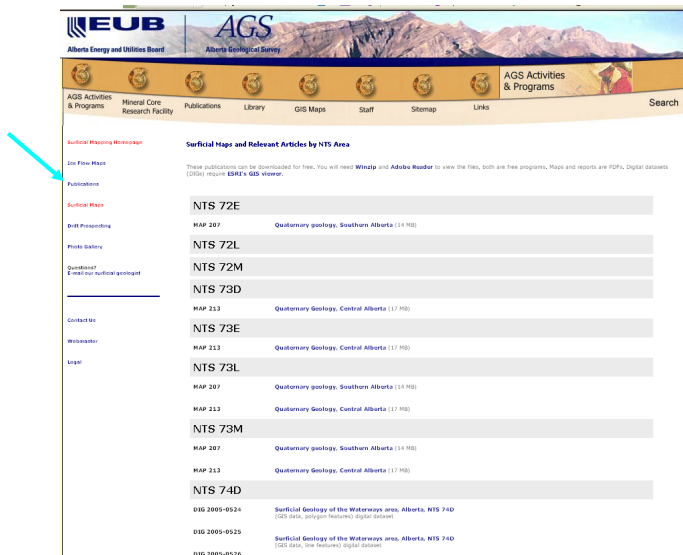 EUB
AGS
Alberta Energy and Utilities Board
Alberta Geological Survey
AGS Activities
& Programs
AGS Activities
& Programs
Mineral Core
Research Facility
Publications
Library
GIS Maps
Staff
Sitemap
Links
Search
Surficial Mapping Homepage
Ice Flow Maps
Publications
Surficial Maps
Drift Prospecting
Photo Gallery
Questions?
E-mail our surficial geologist
Contact Us
Webmaster
Legal
Surficial Maps and Relevant Articles by NTS Area
These publications can be downloaded for free. You will need Winzip and Adobe Reader to view the files, both are free programs. Maps and reports are PDFs. Digital datasets
(DIGs) require ESRI's GIS viewer.
NTS 72E
MAP 207 Quaternary geology, Southern Alberta (14 MB)
NTS 72L
NTS 72M
NTS 73D
MAP 213 Quaternary Geology, Central Alberta (17 MB)
NTS 73E
MAP 213 Quaternary Geology, Central Alberta (17 MB)
NTS 73L
MAP 207 Quaternary geology, Southern Alberta (14 MB)
MAP 213 Quaternary Geology, Central Alberta (17 MB)
NTS 73M
MAP 207 Quaternary geology, Southern Alberta (14 MB)
MAP 213 Quaternary Geology, Central Alberta (17 MB)
NTS 74D
DIG 2005-0524 Surficial Geology of the Waterways area, Alberta, NTS 74D
(GIS data, polygon features) digital dataset
DIG 2005-0525 Surficial Geology of the Waterways area, Alberta, NTS 74D
(GIS data, line features) digital dataset
DIG 2005-0526